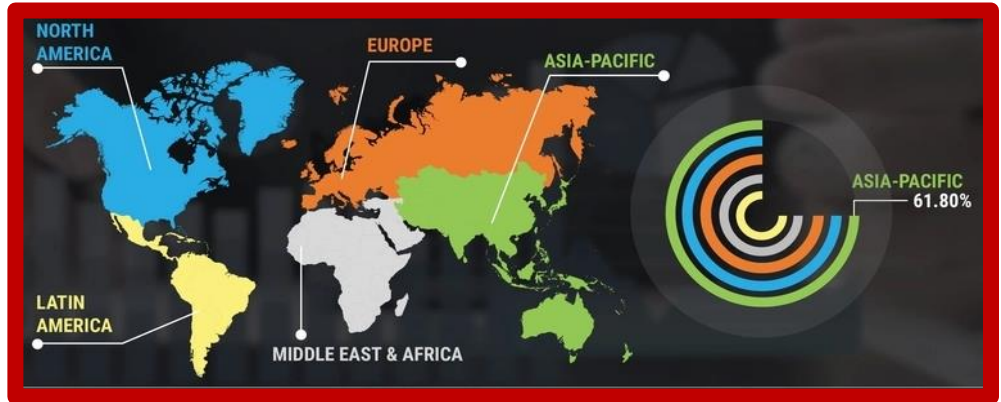 NORTH
AMERICA
EUROPE
ASIA-PACIFIC
ASIA-PACIFIC
61.80%
LATIN
AMERICA
MIDDLE EAST & AFRICA